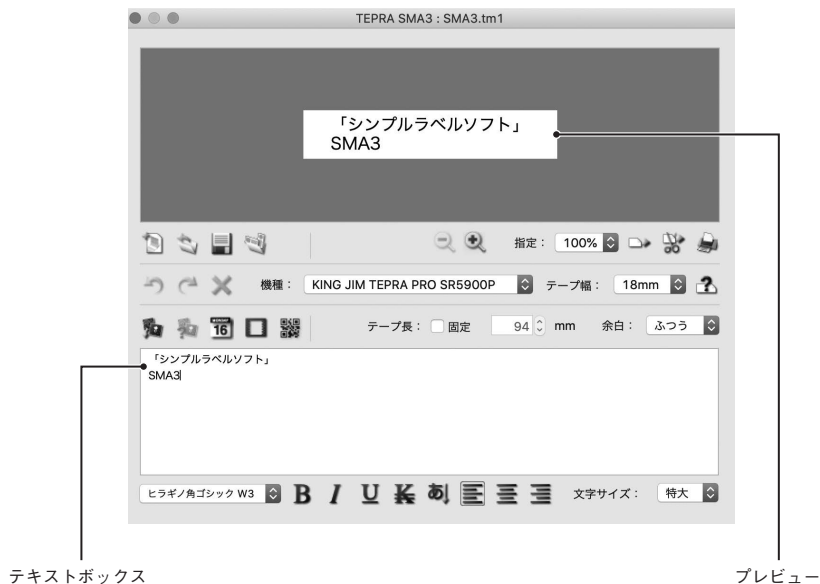 TEPRA SMA3 : SMA3.tm1
「シンプルラベルソフト」
SMA3
指定： 100%
機種： KING JIM TEPRA PRO SR5900P テープ幅： 18mm
16 テープ長： 固定 94 mm 余白： ふつう
「シンプルラベルソフト」
SMA3
ヒラギノ角ゴシック W3 B I U K あ 文字サイズ： 特大
テキストボックス プレビュー